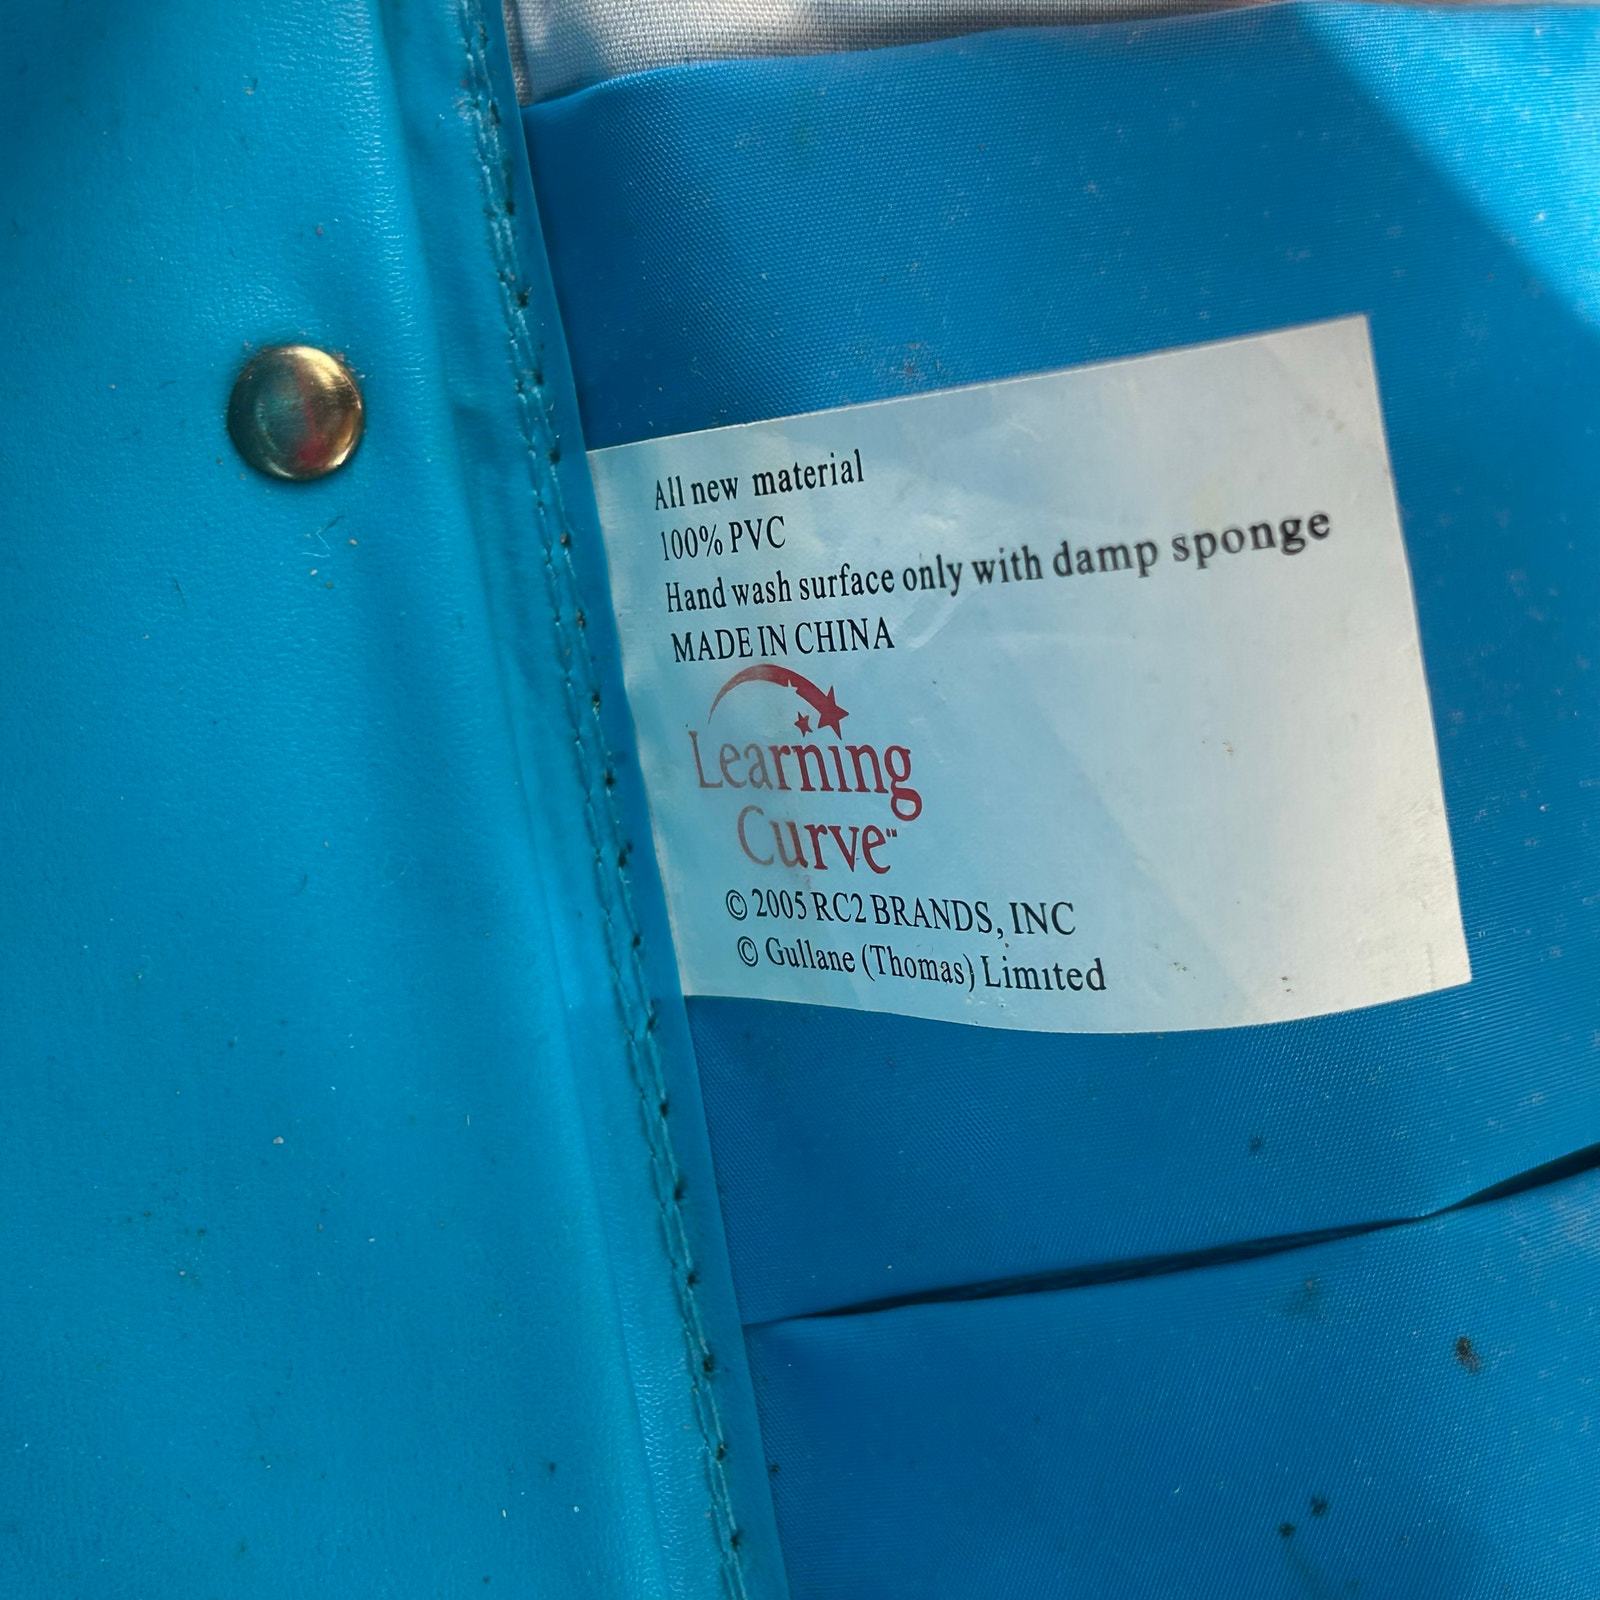 All new material
100% PVC
Hand wash surface only with damp sponge
MADE IN CHINA
Learning
Curve™
© 2005 RC2 BRANDS, INC
© Gullane (Thomas) Limited